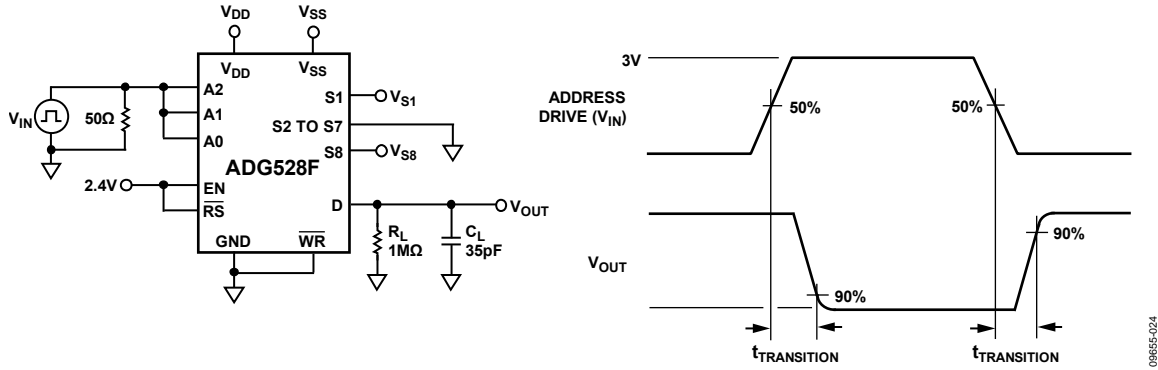 VDD
VSS
VDD
VSS
A2
A1
A0
VIN
50Ω
S1
VS1
S2 TO S7
S8
VS8
ADG528F
2.4V
EN
RS
D
VOUT
GND
WR
RL
1MΩ
CL
35pF
3V
ADDRESS
DRIVE (VIN)
50%
50%
VOUT
90%
90%
tTRANSITION
tTRANSITION
09655-024